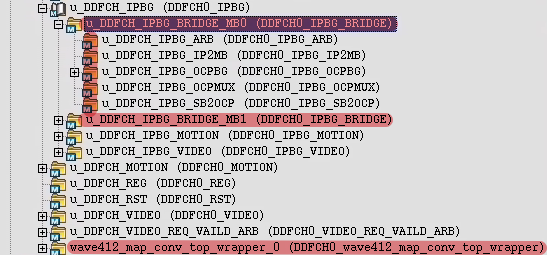 u_DDFCH_IPBG (DDFCH0_IPBG)
u_DDFCH_IPBG_BRIDGE_MB0 (DDFCH0_IPBG_BRIDGE)
u_DDFCH_IPBG_ARB (DDFCH0_IPBG_ARB)
u_DDFCH_IPBG_IP2MB (DDFCH0_IPBG_IP2MB)
u_DDFCH_IPBG_OCPBG (DDFCH0_IPBG_OCPBG)
u_DDFCH_IPBG_OCPMUX (DDFCH0_IPBG_OCPMUX)
u_DDFCH_IPBG_SB2OCP (DDFCH0_IPBG_SB2OCP)
u_DDFCH_IPBG_BRIDGE_MB1 (DDFCH0_IPBG_BRIDGE)
u_DDFCH_IPBG_MOTION (DDFCH0_IPBG_MOTION)
u_DDFCH_IPBG_VIDEO (DDFCH0_IPBG_VIDEO)
u_DDFCH_MOTION (DDFCH0_MOTION)
u_DDFCH_REG (DDFCH0_REG)
u_DDFCH_RST (DDFCH0_RST)
u_DDFCH_VIDEO (DDFCH0_VIDEO)
u_DDFCH_VIDEO_REQ_VAILD_ARB (DDFCH0_VIDEO_REQ_VAILD_ARB)
wave412_map_conv_top_wrapper_0 (DDFCH0_wave412_map_conv_top_wrapper)